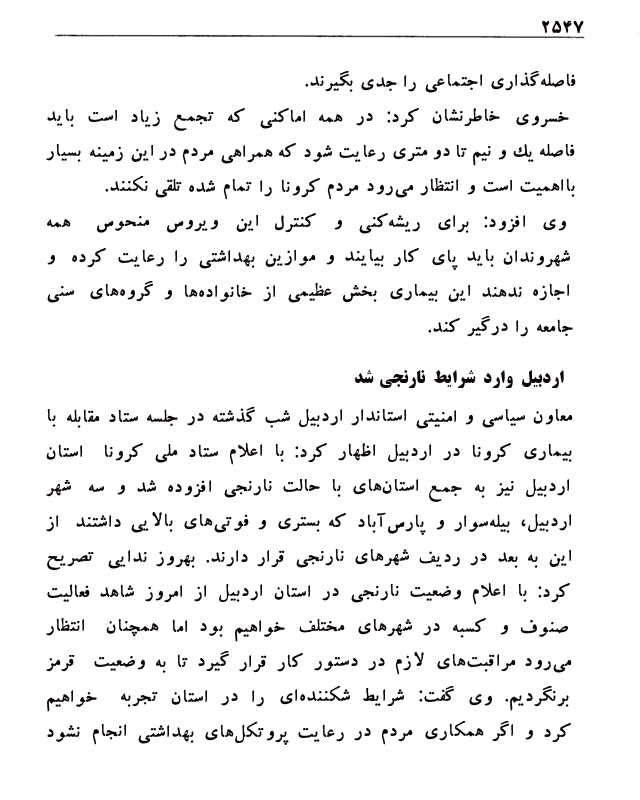 ۲۵۴۷
فاصله‌گذاری اجتماعی را جدی بگیرند.
خسروی خاطرنشان کرد: در همه اماکنی که تجمع زیاد است باید
فاصله یك و نیم تا دو متری رعایت شود که همراهی مردم در این زمینه بسیار
بااهمیت است و انتظار می‌رود مردم کرونا را تمام شده تلقی نکنند.
وی افزود: برای ریشه‌کنی و کنترل این ویروس منحوس همه
شهروندان باید پای کار بیایند و موازین بهداشتی را رعایت کرده و
اجازه ندهند این بیماری بخش عظیمی از خانواده‌ها و گروه‌های سنی
جامعه را درگیر کند.
اردبیل وارد شرایط نارنجی شد
معاون سیاسی و امنیتی استاندار اردبیل شب گذشته در جلسه ستاد مقابله با
بیماری کرونا در اردبیل اظهار کرد: با اعلام ستاد ملی کرونا استان
اردبیل نیز به جمع استان‌های با حالت نارنجی افزوده شد و سه شهر
اردبیل، بیله‌سوار و پارس‌آباد که بستری و فوتی‌های بالایی داشتند از
این به بعد در ردیف شهرهای نارنجی قرار دارند. بهروز ندایی تصریح
کرد: با اعلام وضعیت نارنجی در استان اردبیل از امروز شاهد فعالیت
صنوف و کسبه در شهرهای مختلف خواهیم بود اما همچنان انتظار
می‌رود مراقبت‌های لازم در دستور کار قرار گیرد تا به وضعیت قرمز
برنگردیم. وی گفت: شرایط شکننده‌ای را در استان تجربه خواهیم
کرد و اگر همکاری مردم در رعایت پروتکل‌های بهداشتی انجام نشود